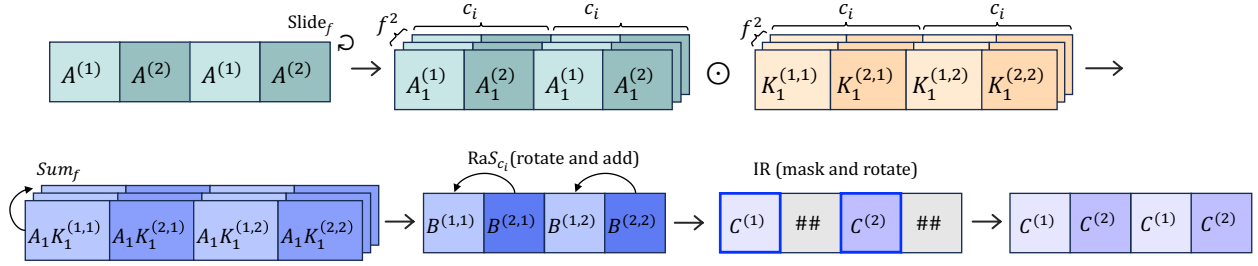 Slide_f
A^(1) A^(2) A^(1) A^(2)
f^2 c_i c_i
A_1^(1) A_1^(2) A_1^(1) A_1^(2)
⊙
f^2 c_i c_i
K_1^(1,1) K_1^(2,1) K_1^(1,2) K_1^(2,2)
Sum_f
A_1K_1^(1,1) A_1K_1^(2,1) A_1K_1^(1,2) A_1K_1^(2,2)
RaS_{c_i}(rotate and add)
B^(1,1) B^(2,1) B^(1,2) B^(2,2)
IR (mask and rotate)
C^(1) ## C^(2) ##
C^(1) C^(2) C^(1) C^(2)